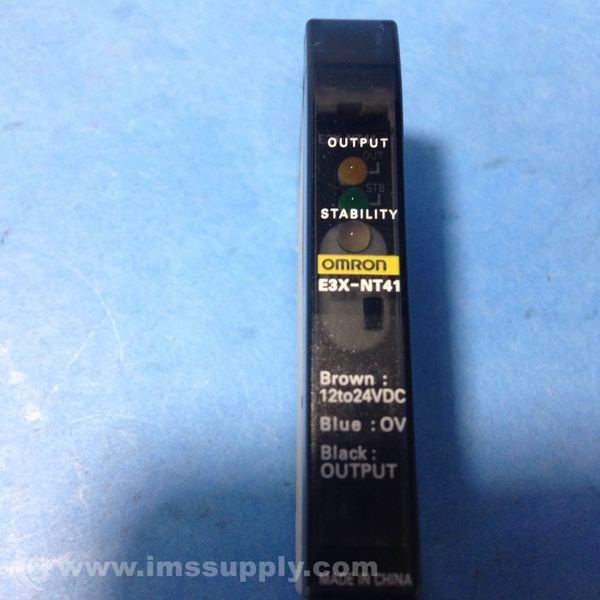 OUTPUT
OUT
STB
STABILITY
OMRON
E3X-NT41
Brown :
12to24VDC
Blue : OV
Black:
OUTPUT
www.imssupply.com
MADE IN CHINA